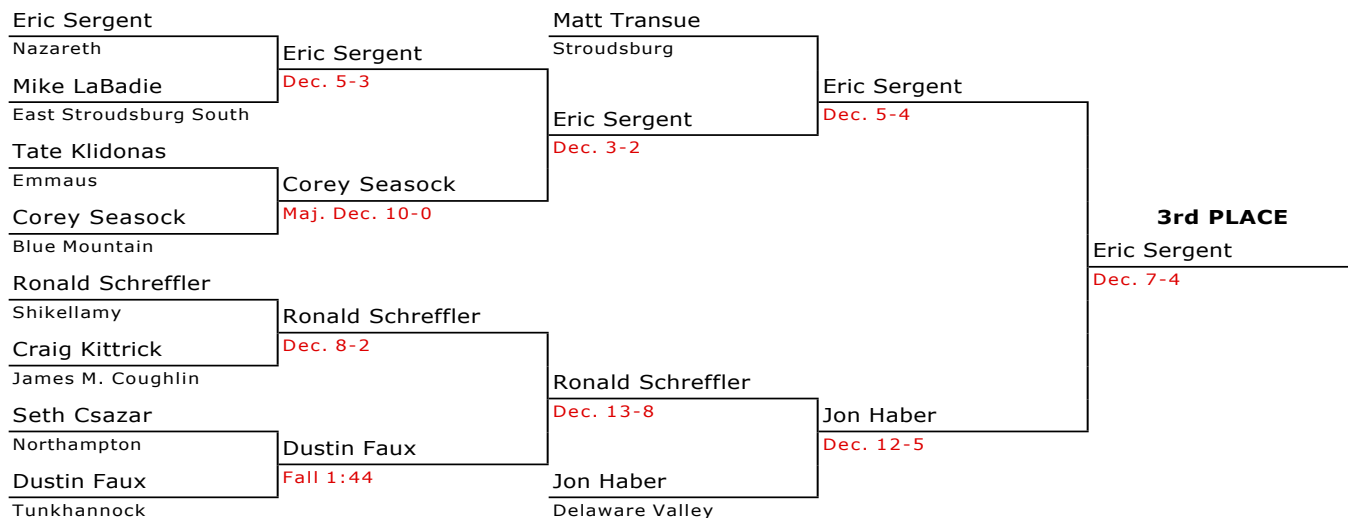 Eric Sergent
Nazareth
Mike LaBadie
East Stroudsburg South
Tate Klidonas
Emmaus
Corey Seasock
Blue Mountain
Ronald Schreffler
Shikellamy
Craig Kittrick
James M. Coughlin
Seth Csazar
Northampton
Dustin Faux
Tunkhannock
Eric Sergent
Dec. 5-3
Corey Seasock
Maj. Dec. 10-0
Ronald Schreffler
Dec. 8-2
Dustin Faux
Fall 1:44
Matt Transue
Stroudsburg
Eric Sergent
Dec. 3-2
Ronald Schreffler
Dec. 13-8
Jon Haber
Delaware Valley
Eric Sergent
Dec. 5-4
Jon Haber
Dec. 12-5
3rd PLACE
Eric Sergent
Dec. 7-4